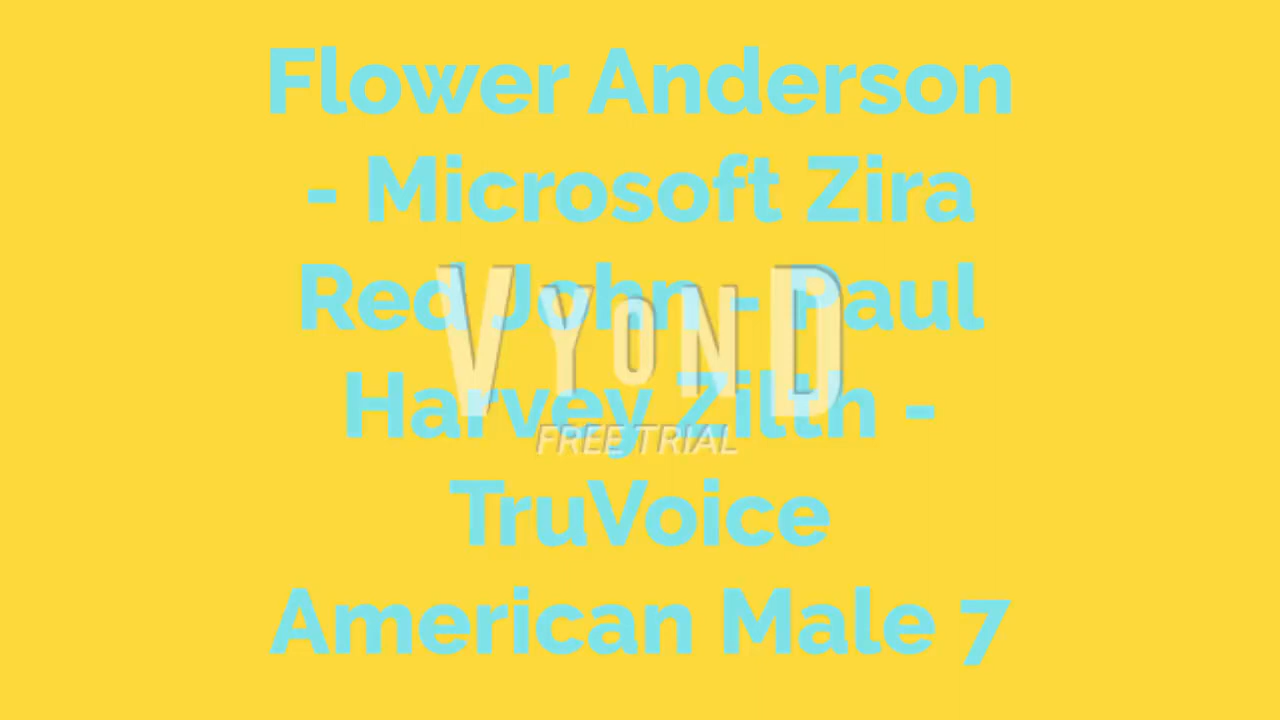 Flower Anderson
- Microsoft Zira
Red John - Paul
Harvey Zilth -
TruVoice
American Male 7
VYOND
FREE TRIAL